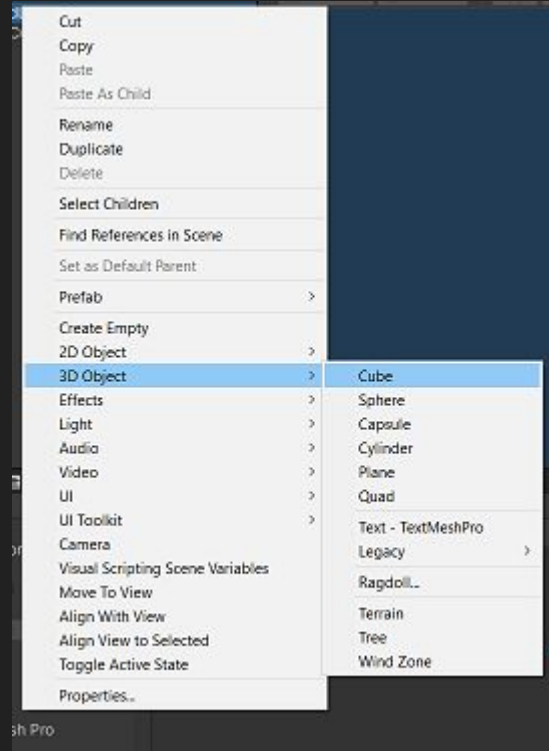 Cut
Copy
Paste
Paste As Child
Rename
Duplicate
Delete
Select Children
Find References in Scene
Set as Default Parent
Prefab
Create Empty
2D Object
3D Object
Effects
Light
Audio
Video
UI
UI Toolkit
Camera
Visual Scripting Scene Variables
Move To View
Align With View
Align View to Selected
Toggle Active State
Properties...
Cube
Sphere
Capsule
Cylinder
Plane
Quad
Text - TextMeshPro
Legacy
Ragdoll...
Terrain
Tree
Wind Zone
sh Pro